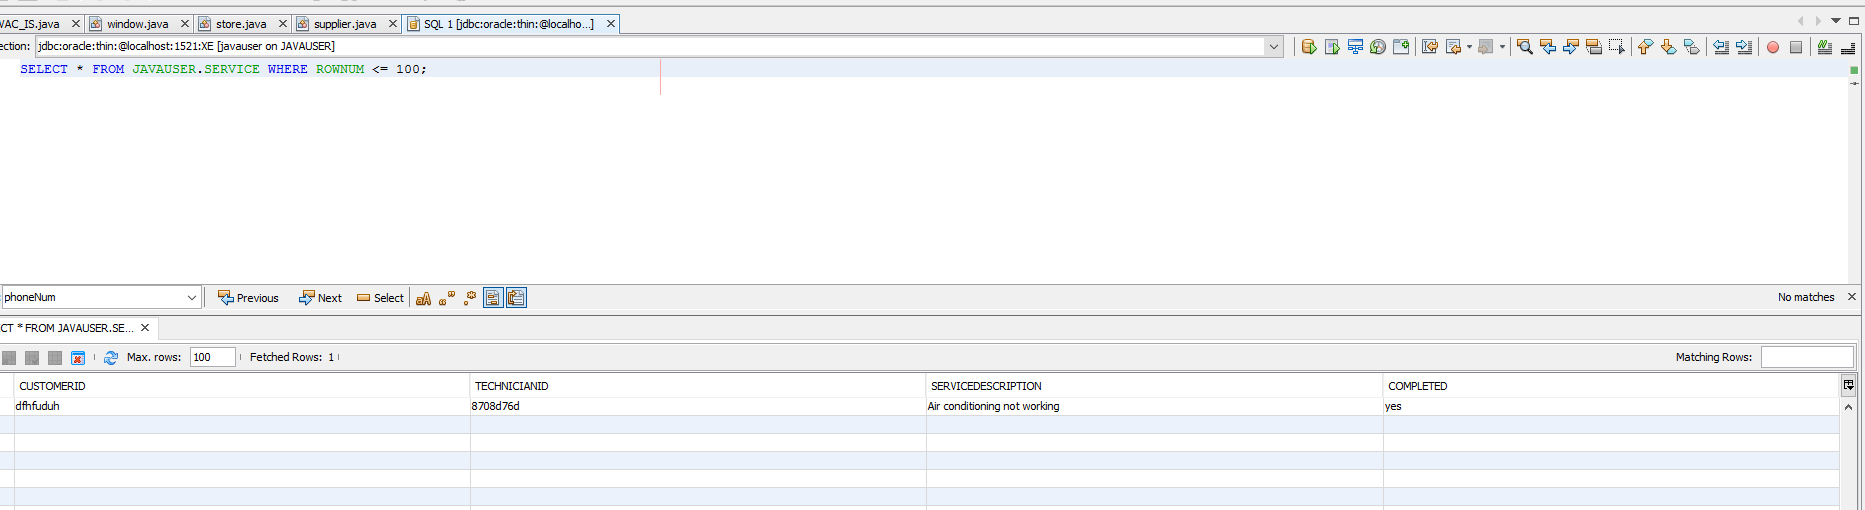 VAC_IS.java window.java store.java supplier.java SQL 1 [jdbc:oracle:thin:@localho...]
ection: jdbc:oracle:thin:@localhost:1521:XE [javauser on JAVAUSER]
SELECT * FROM JAVAUSER.SERVICE WHERE ROWNUM <= 100;
phoneNum Previous Next Select aA No matches
CT * FROM JAVAUSER.SE...
Max. rows: 100 Fetched Rows: 1 Matching Rows:
CUSTOMERID TECHNICIANID SERVICEDESCRIPTION COMPLETED
dfhfuduh 8708d76d Air conditioning not working yes